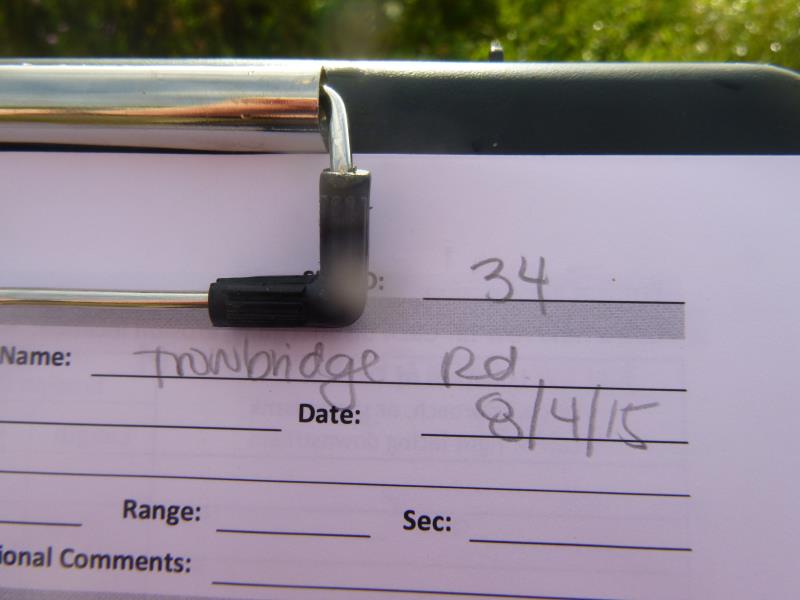 34
Name: Trowbridge Rd.
Date: 8/4/15
Range: Sec:
ional Comments: